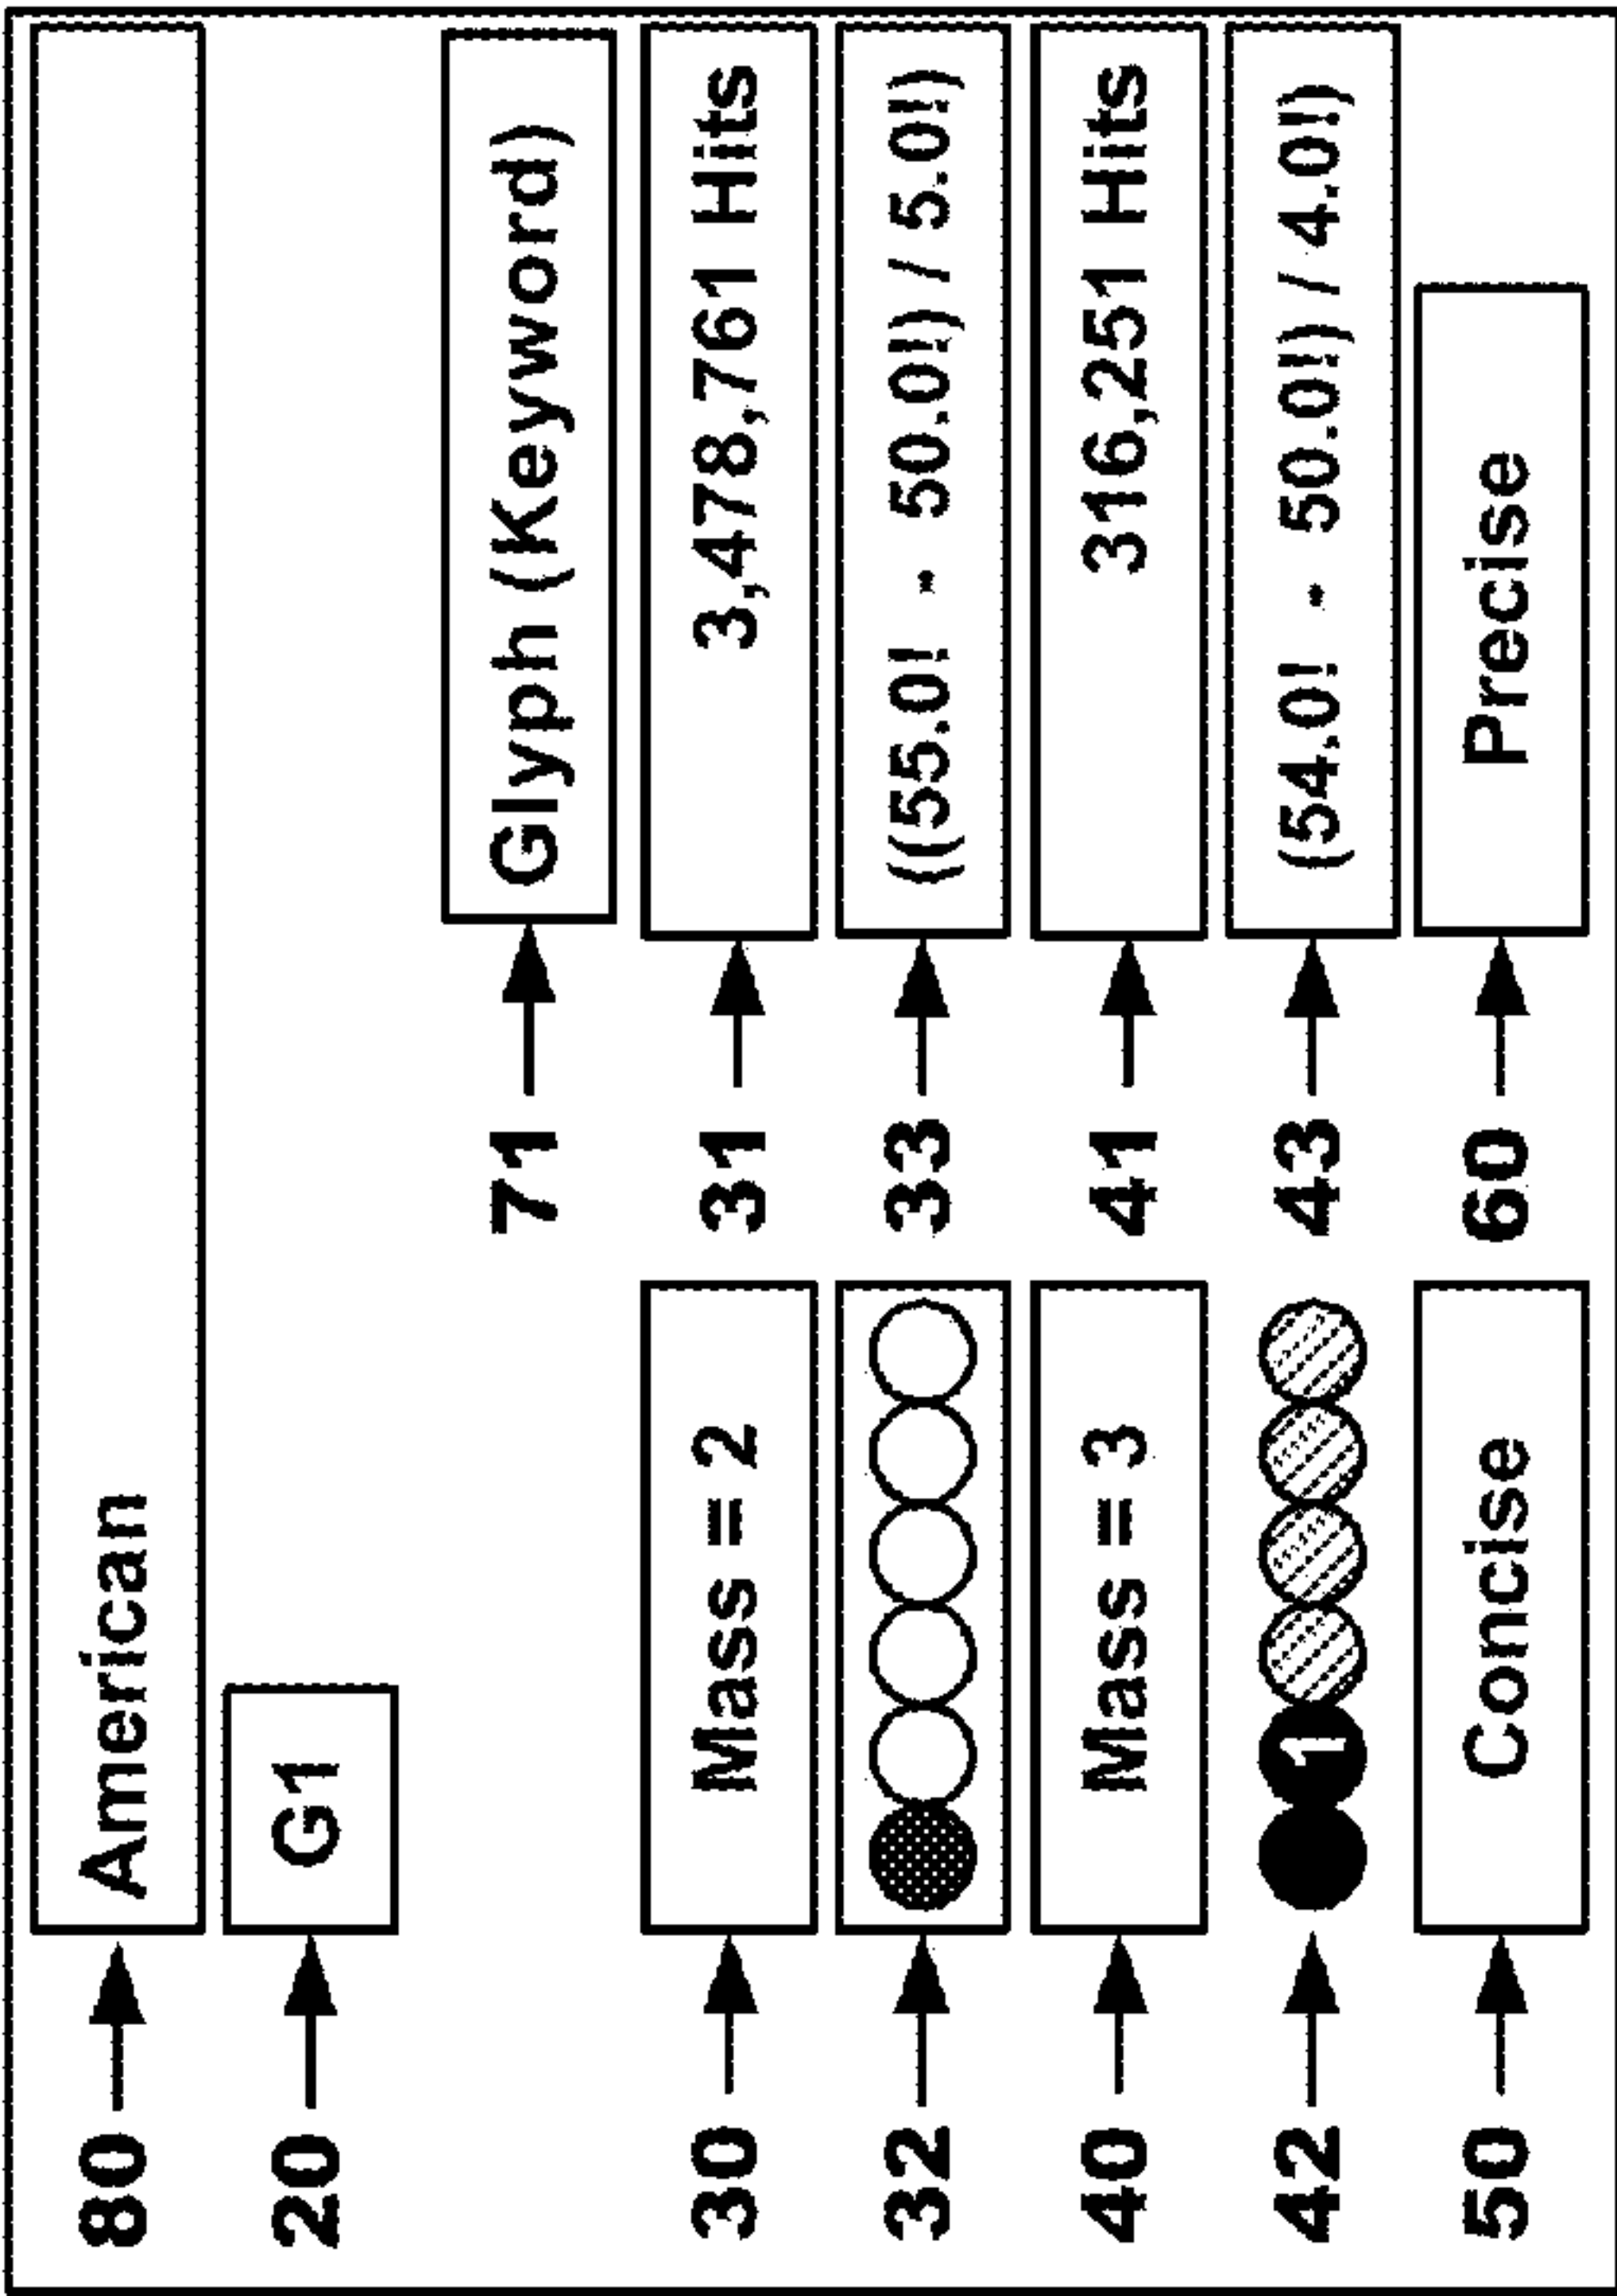 80 American
20 G1
71 Glyph (Keyword)
30 Mass = 2 31 3,478,761 Hits
32 33 ((55.0! - 50.0!) / 5.0!)
40 Mass = 3 41 316,251 Hits
42 1 43 (54.0! - 50.0!) / 4.0!)
50 Concise 60 Precise